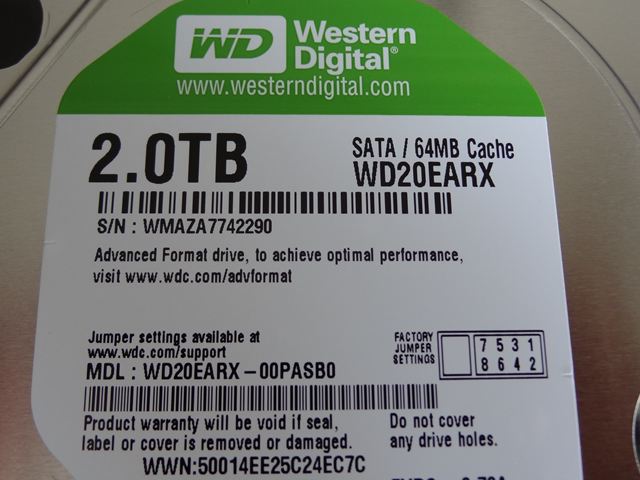 WD Western
Digital®
www.westerndigital.com
2.0TB
SATA / 64MB Cache
WD20EARX
S/N : WMAZA7742290
Advanced Format drive, to achieve optimal performance,
visit www.wdc.com/advformat
Jumper settings available at
www.wdc.com/support
FACTORY
JUMPER
SETTINGS
7 5 3 1
8 6 4 2
MDL : WD20EARX-00PASB0
Product warranty will be void if seal,
label or cover is removed or damaged.
Do not cover
any drive holes.
WWN:50014EE25C24EC7C